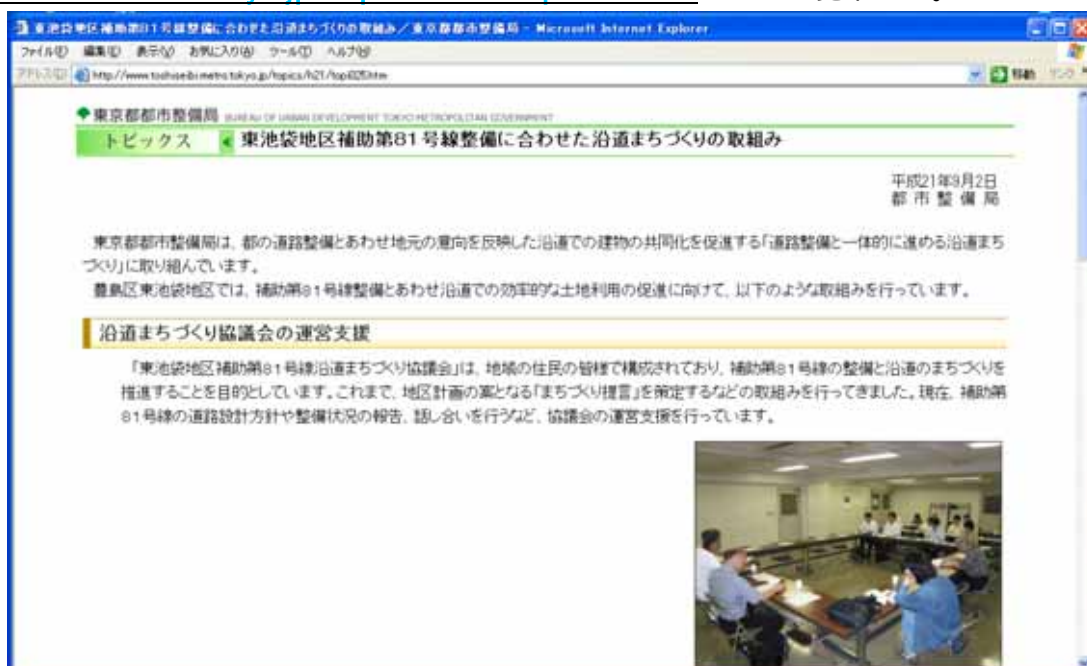 東池袋地区補助第81号線整備に合わせた沿道まちづくりの取組み／東京都都市整備局 - Microsoft Internet Explorer
ファイル(F) 編集(E) 表示(V) お気に入り(A) ツール(T) ヘルプ(H)
アドレス(D) 移動 リンク »
東京都都市整備局 BUREAU OF URBAN DEVELOPMENT TOKYO METROPOLITAN GOVERNMENT
トピックス 東池袋地区補助第81号線整備に合わせた沿道まちづくりの取組み
平成21年9月2日
都市整備局
東京都都市整備局は、都の道路整備とあわせ地元の意向を反映した沿道での建物の共同化を促進する「道路整備と一体的に進める沿道まち
づくり」に取り組んでいます。
豊島区東池袋地区では、補助第81号線整備とあわせ沿道での効率的な土地利用の促進に向けて、以下のような取組みを行っています。
沿道まちづくり協議会の運営支援
「東池袋地区補助第81号線沿道まちづくり協議会」は、地域の住民の皆様で構成されており、補助第81号線の整備と沿道のまちづくりを
推進することを目的としています。これまで、地区計画の案となる「まちづくり提言」を策定するなどの取組みを行ってきました。現在、補助第
81号線の道路設計方針や整備状況の報告、話し合いを行うなど、協議会の運営支援を行っています。